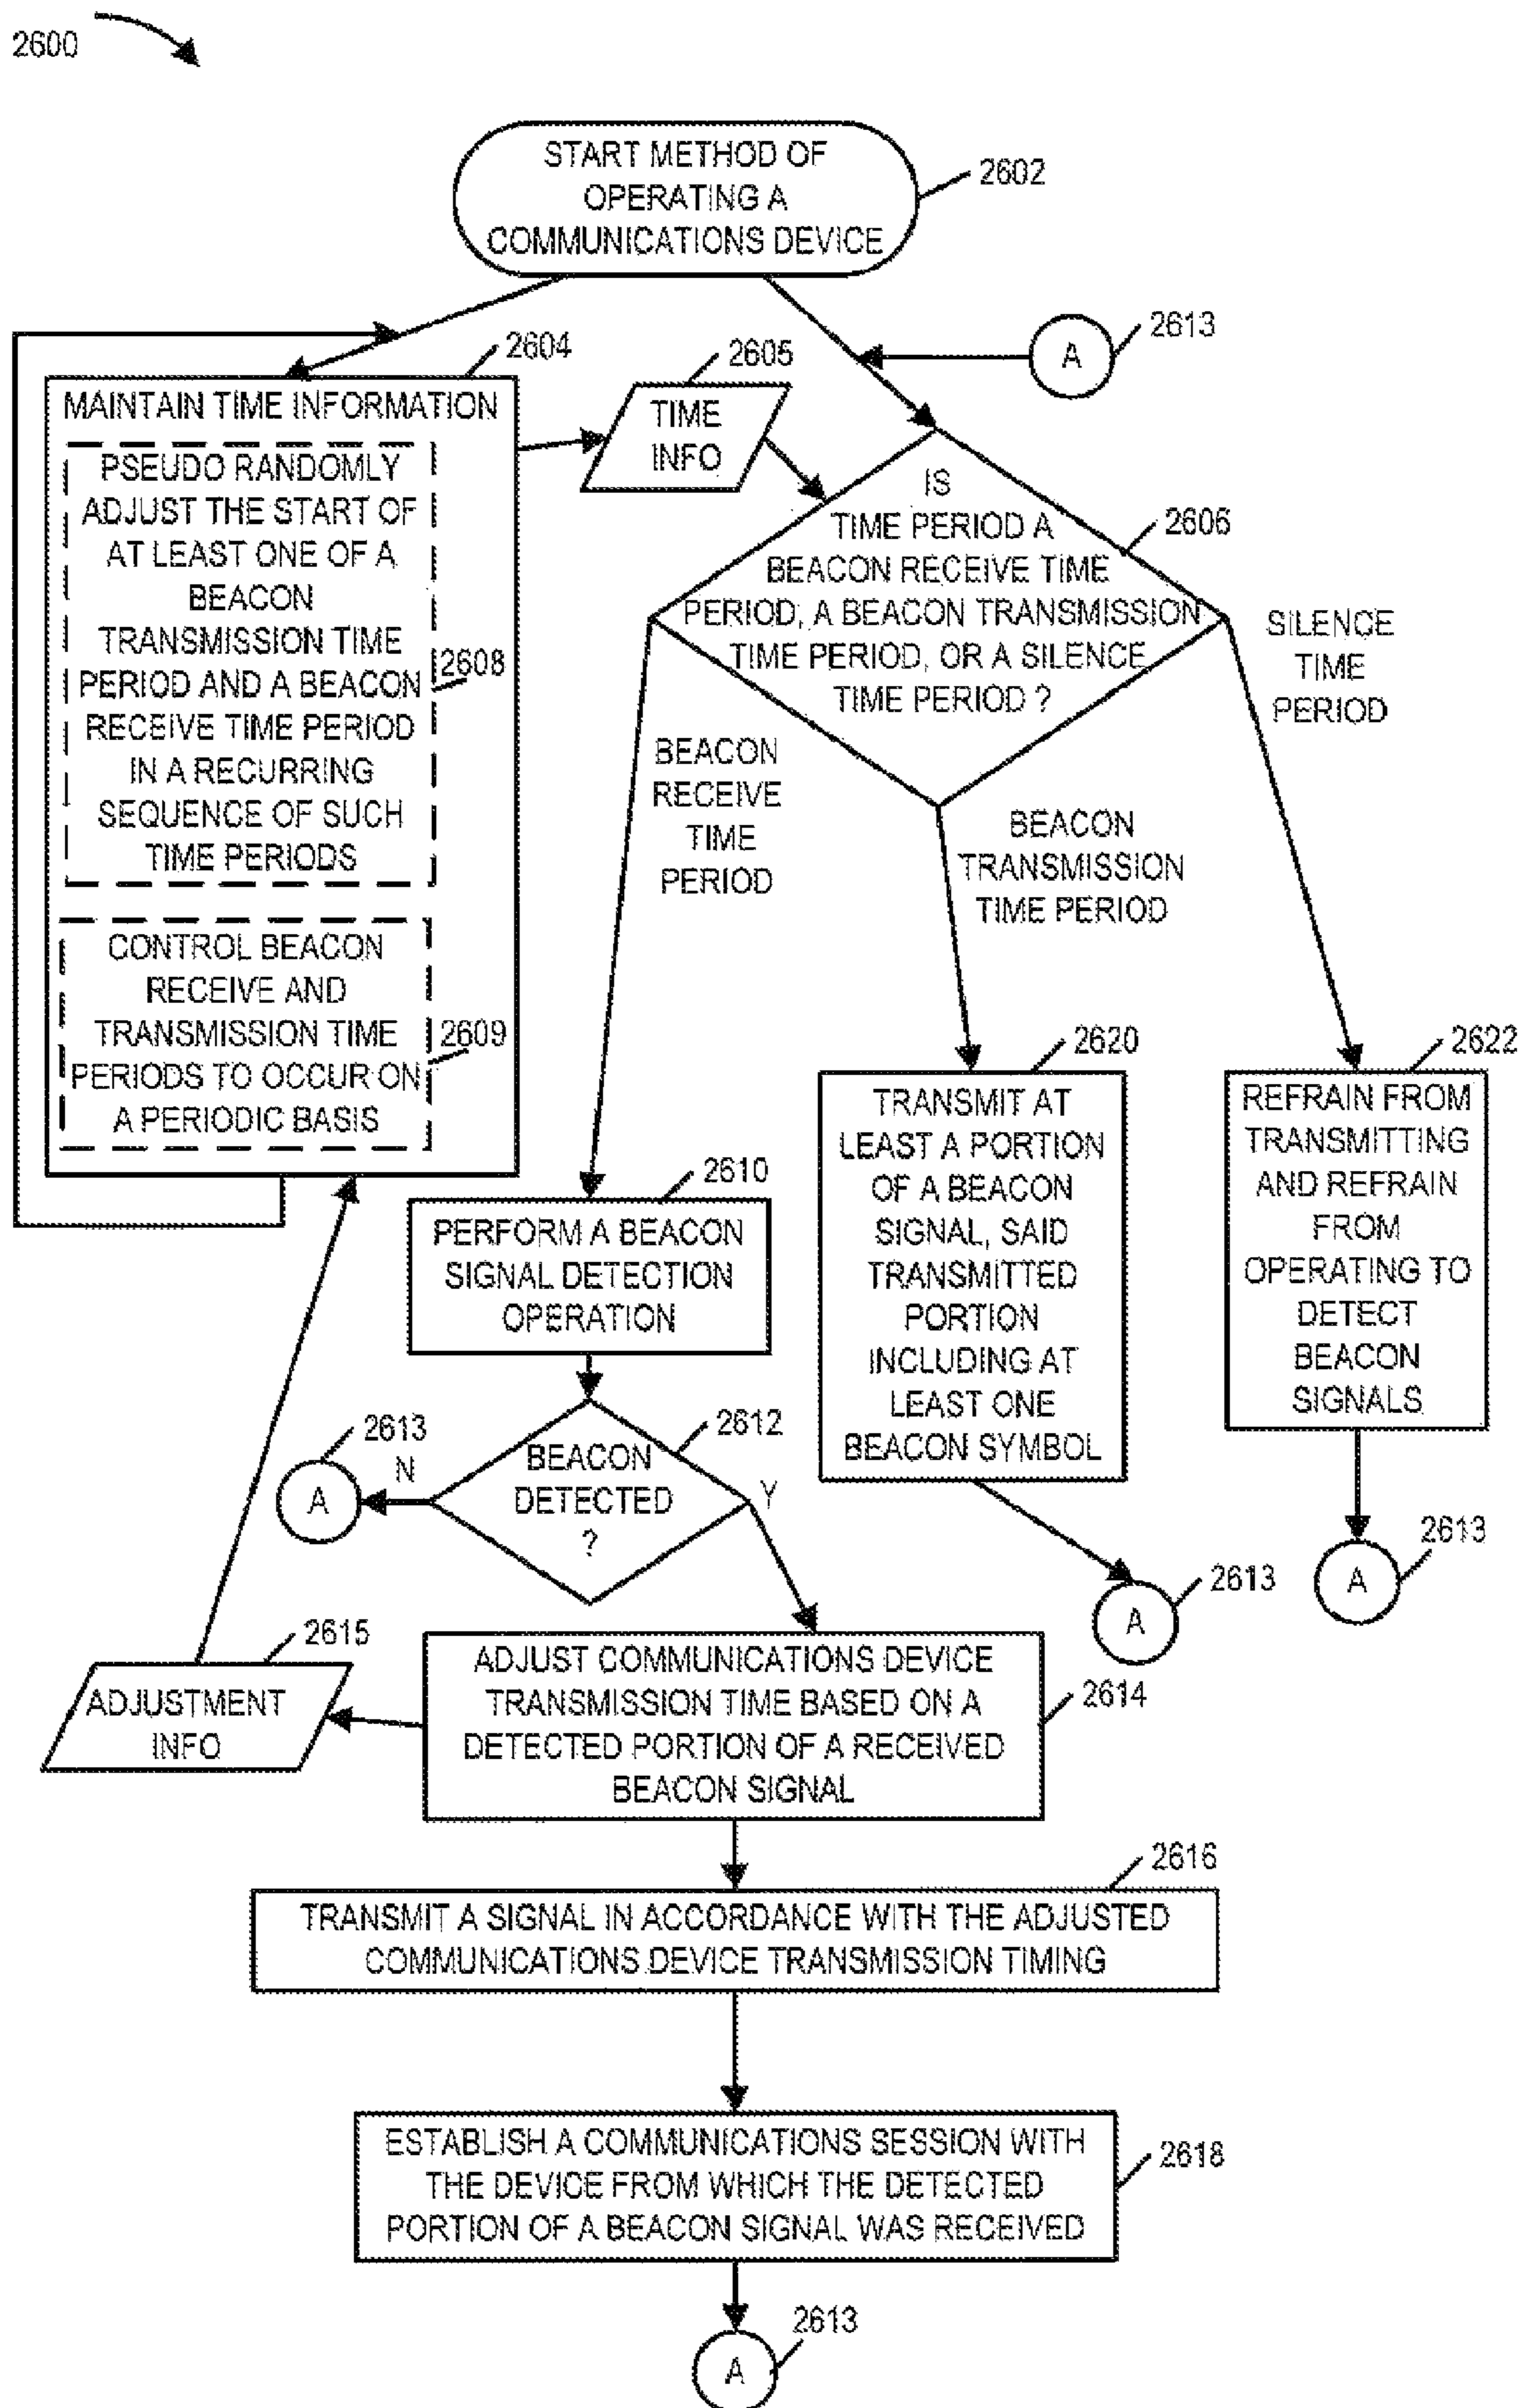 2600
START METHOD OF
OPERATING A
COMMUNICATIONS DEVICE
2602
A
2613
2604
MAINTAIN TIME INFORMATION
PSEUDO RANDOMLY
ADJUST THE START OF
AT LEAST ONE OF A
BEACON
TRANSMISSION TIME
PERIOD AND A BEACON
RECEIVE TIME PERIOD
IN A RECURRING
SEQUENCE OF SUCH
TIME PERIODS
2608
CONTROL BEACON
RECEIVE AND
TRANSMISSION TIME
PERIODS TO OCCUR ON
A PERIODIC BASIS
2609
2605
TIME
INFO
IS
TIME PERIOD A
BEACON RECEIVE TIME
PERIOD, A BEACON TRANSMISSION
TIME PERIOD, OR A SILENCE
TIME PERIOD ?
2606
BEACON
RECEIVE
TIME
PERIOD
BEACON
TRANSMISSION
TIME PERIOD
SILENCE
TIME
PERIOD
2610
PERFORM A BEACON
SIGNAL DETECTION
OPERATION
2620
TRANSMIT AT
LEAST A PORTION
OF A BEACON
SIGNAL, SAID
TRANSMITTED
PORTION
INCLUDING AT
LEAST ONE
BEACON SYMBOL
2622
REFRAIN FROM
TRANSMITTING
AND REFRAIN
FROM
OPERATING TO
DETECT
BEACON
SIGNALS
2612
BEACON
DETECTED
?
N
Y
2613
A
A
2613
A
2613
2615
ADJUSTMENT
INFO
ADJUST COMMUNICATIONS DEVICE
TRANSMISSION TIME BASED ON A
DETECTED PORTION OF A RECEIVED
BEACON SIGNAL
2614
2616
TRANSMIT A SIGNAL IN ACCORDANCE WITH THE ADJUSTED
COMMUNICATIONS DEVICE TRANSMISSION TIMING
ESTABLISH A COMMUNICATIONS SESSION WITH
THE DEVICE FROM WHICH THE DETECTED
PORTION OF A BEACON SIGNAL WAS RECEIVED
2618
2613
A